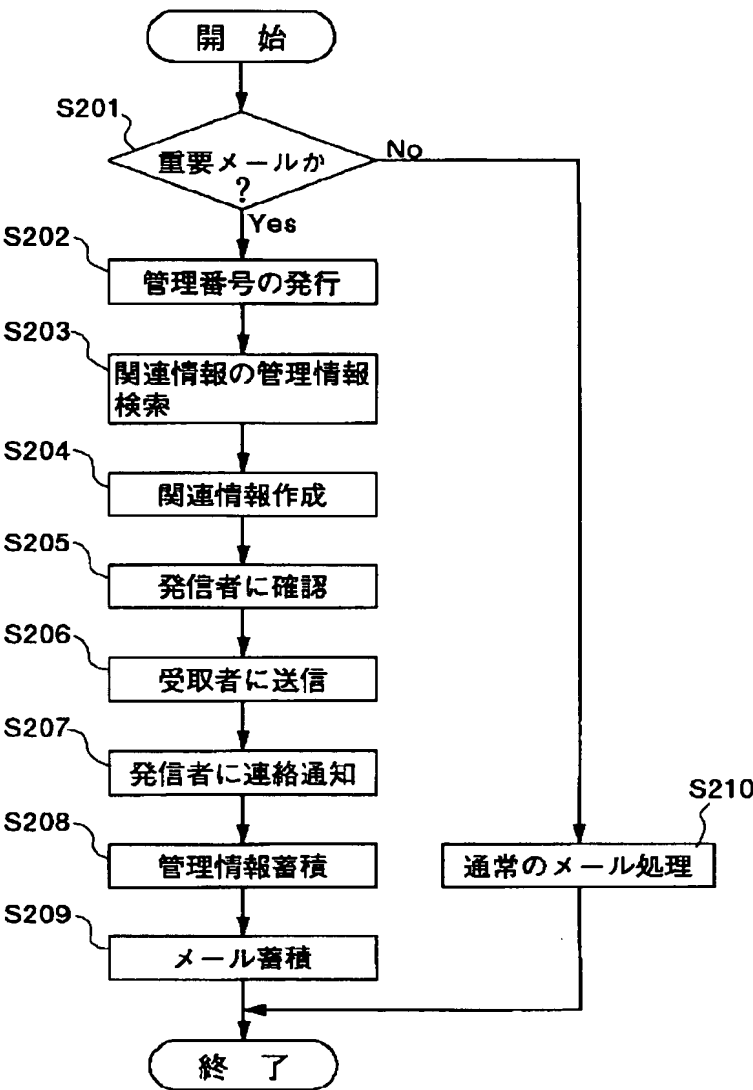 開 始
S201
重要メールか
?
No
Yes
S202
管理番号の発行
S203
関連情報の管理情報
検索
S204
関連情報作成
S205
発信者に確認
S206
受取者に送信
S207
発信者に連絡通知
S208
管理情報蓄積
S210
通常のメール処理
S209
メール蓄積
終 了